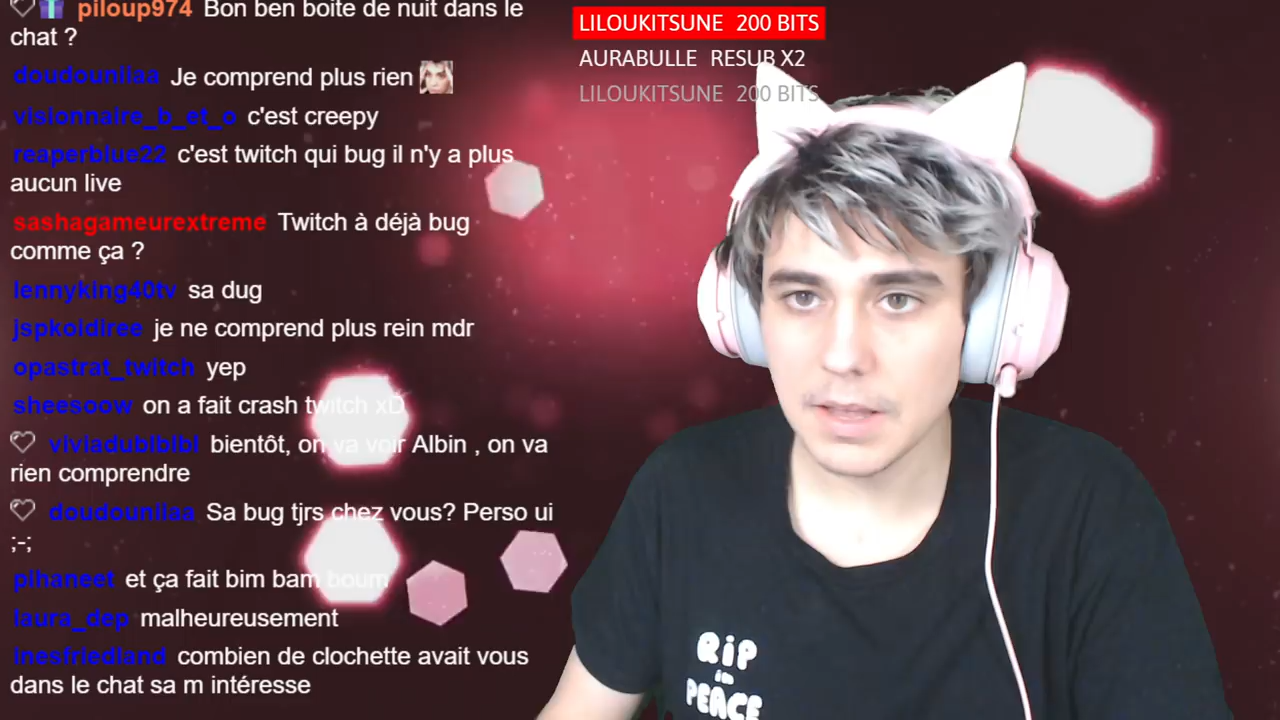 piloup974 Bon ben boite de nuit dans le
chat ?
doudouniiaa Je comprend plus rien
visionnaire_b_et_o c'est creepy
reaperblue22 c'est twitch qui bug il n'y a plus
aucun live
sashagameurextreme Twitch à déjà bug
comme ça ?
lennyking40tv sa dug
jspkoidiree je ne comprend plus rein mdr
opastrat_twitch yep
sheesoow on a fait crash twitch xD
viviadublblbl bientôt, on va voir Albin , on va
rien comprendre
doudouniiaa Sa bug tjrs chez vous? Perso ui
;-;
pihaneet et ça fait bim bam boum
laura_dep malheureusement
inesfriedland combien de clochette avait vous
dans le chat sa m intéresse
LILOUKITSUNE 200 BITS
AURABULLE RESUB X2
LILOUKITSUNE 200 BITS
RiP
in
PEACE